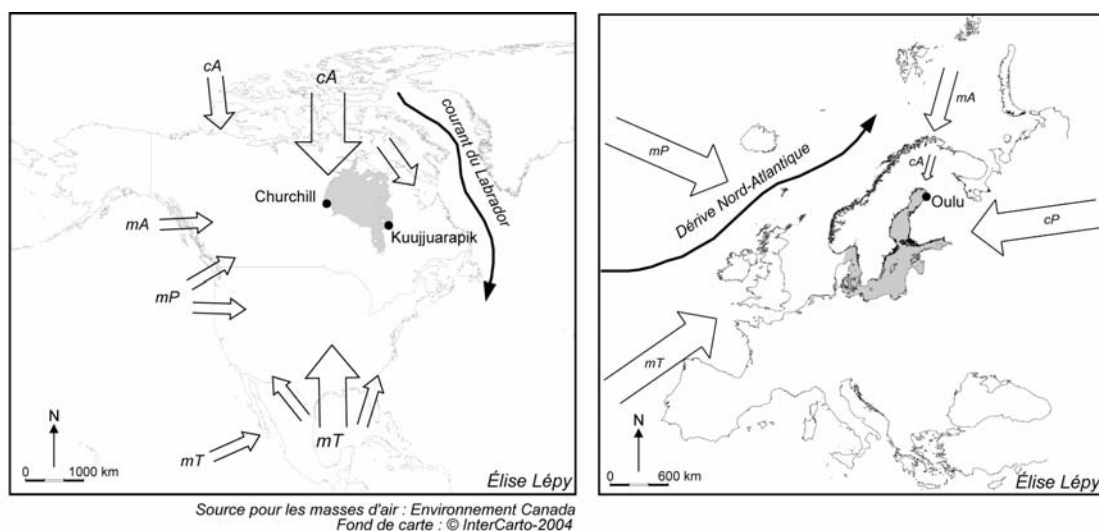 cA
cA
courant du Labrador
Churchill
Kuujjuarapik
mA
mP
mT
mT
N
0 1000 km
Élise Lépy
Source pour les masses d'air : Environnement Canada
Fond de carte : © InterCarto-2004
mA
mP
Dérive Nord-Atlantique
cA
Oulu
cP
mT
N
0 600 km
Élise Lépy